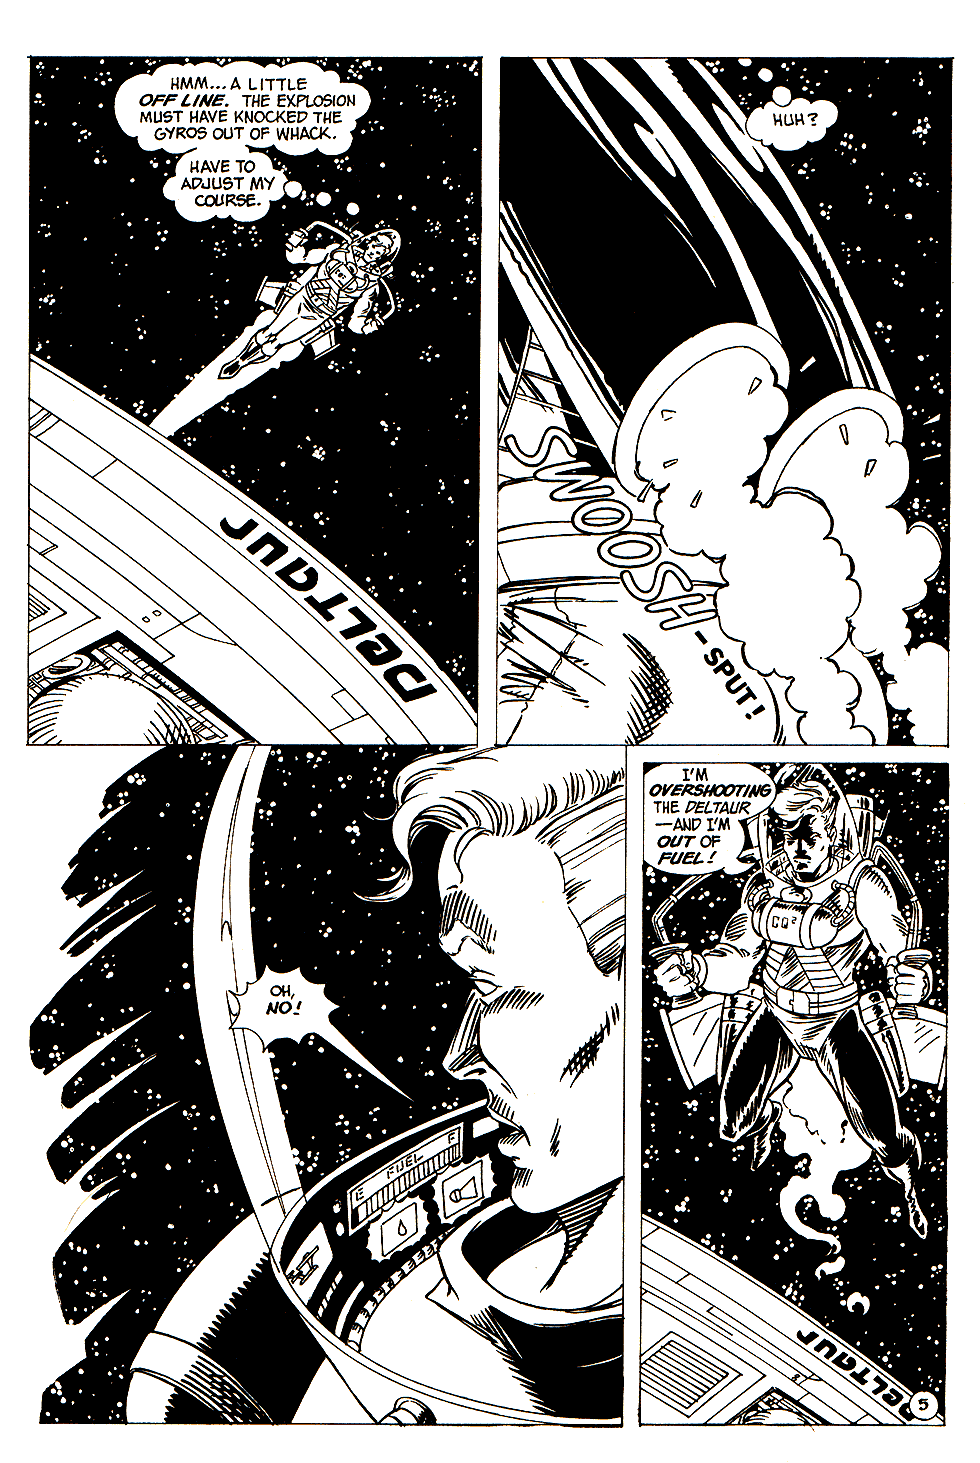 HMM... A LITTLE
OFF LINE. THE EXPLOSION
MUST HAVE KNOCKED THE
GYROS OUT OF WHACK.
HAVE TO
ADJUST MY
COURSE.
DELTAUR
HUH?
SWOOSH-SPUT!
OH,
NO!
E FUEL F
I'M
OVERSHOOTING
THE DELTAUR
—AND I'M
OUT OF
FUEL!
CO²
DELTAUR
5